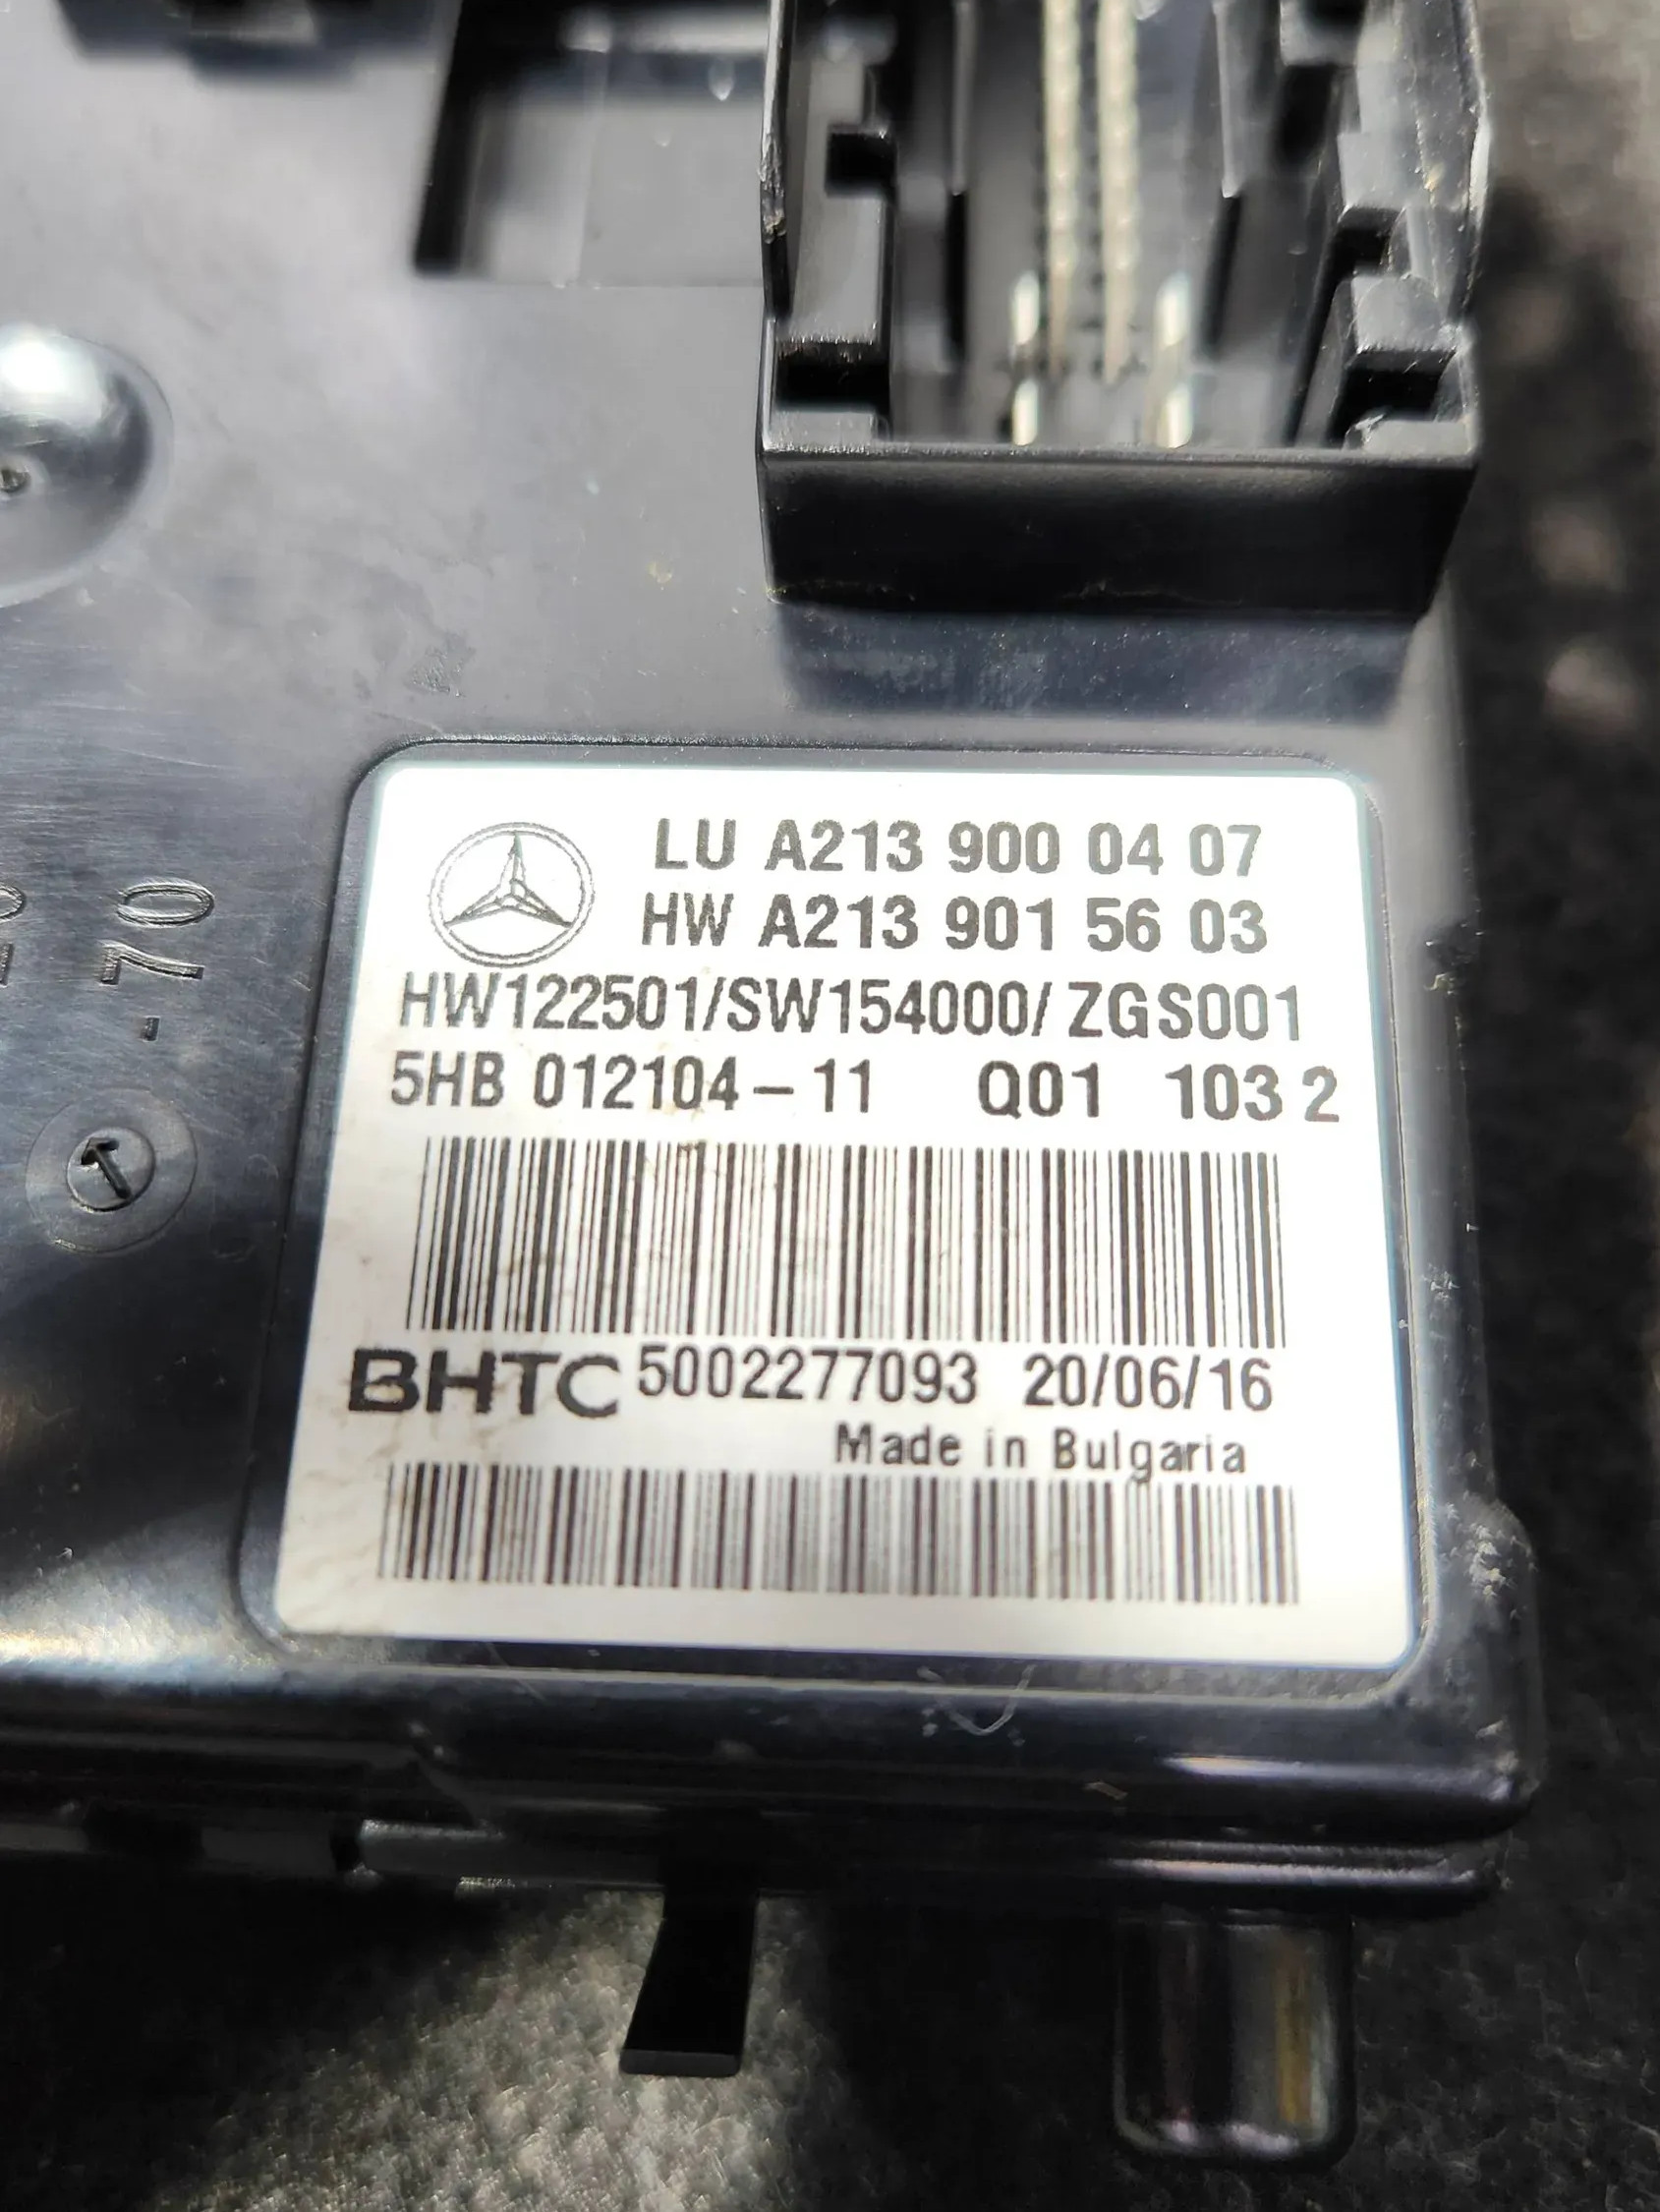 LU A213 900 04 07
HW A213 901 56 03
HW122501/SW154000/ZGS001
5HB 012104-11 Q01 103 2
BHTC 5002277093 20/06/16
Made in Bulgaria
-70